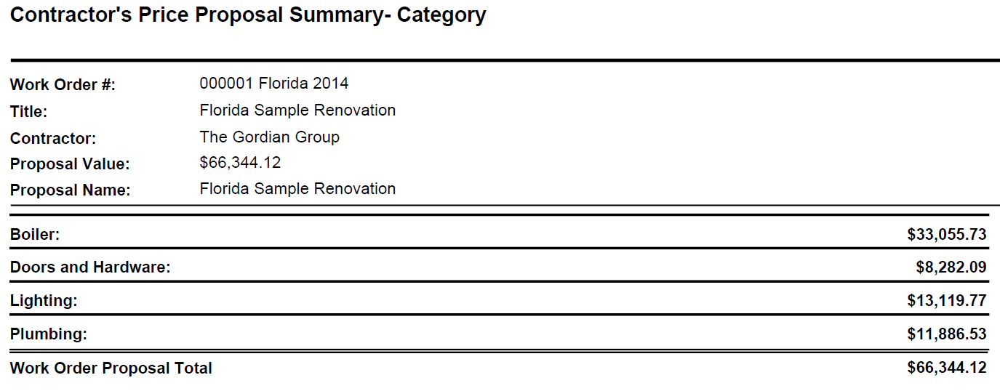 Contractor's Price Proposal Summary- Category
Work Order #: 000001 Florida 2014
Title: Florida Sample Renovation
Contractor: The Gordian Group
Proposal Value: $66,344.12
Proposal Name: Florida Sample Renovation
Boiler: $33,055.73
Doors and Hardware: $8,282.09
Lighting: $13,119.77
Plumbing: $11,886.53
Work Order Proposal Total $66,344.12